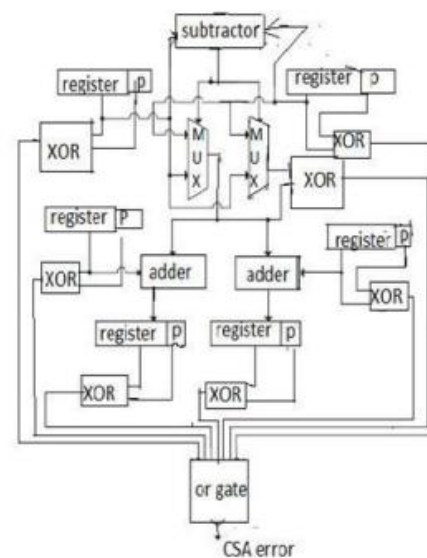 subtractor
register p
register p
XOR
M U X
M U X
XOR
XOR
register P
register p
XOR
adder
adder
XOR
register p
register p
XOR
XOR
or gate
CSA error